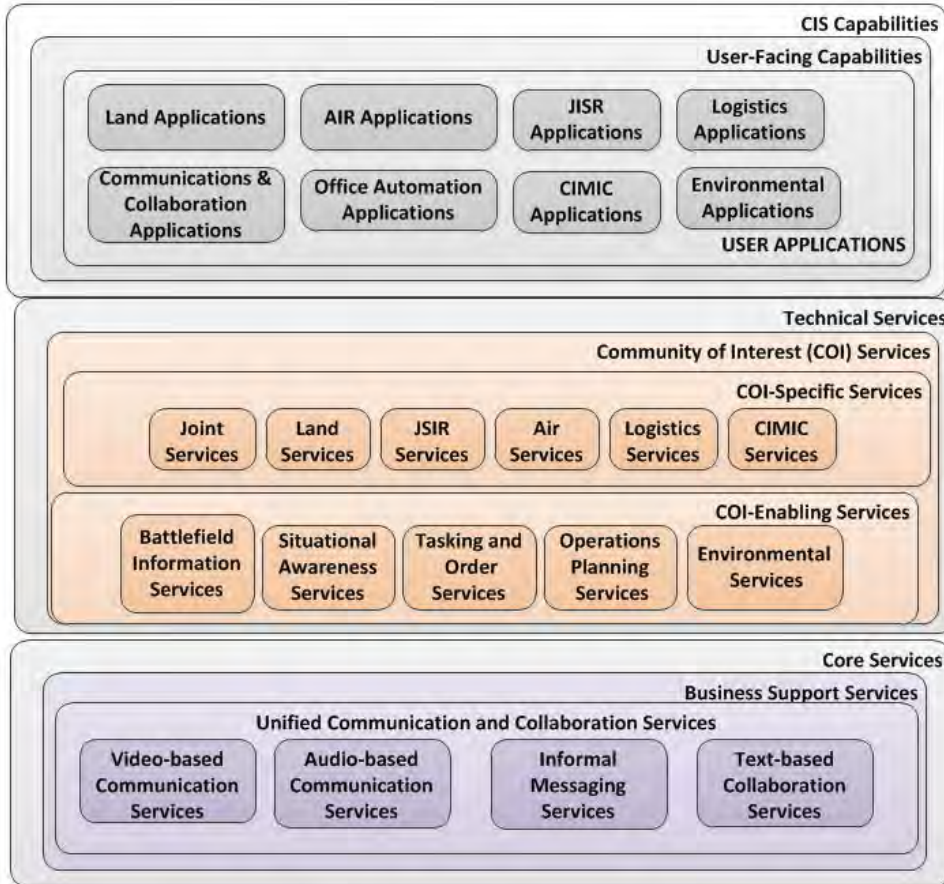 CIS Capabilities
User-Facing Capabilities
Land Applications
AIR Applications
JISR
Applications
Logistics
Applications
Communications &
Collaboration
Applications
Office Automation
Applications
CIMIC
Applications
Environmental
Applications
USER APPLICATIONS
Technical Services
Community of Interest (COI) Services
COI-Specific Services
Joint
Services
Land
Services
JSIR
Services
Air
Services
Logistics
Services
CIMIC
Services
COI-Enabling Services
Battlefield
Information
Services
Situational
Awareness
Services
Tasking and
Order
Services
Operations
Planning
Services
Environmental
Services
Core Services
Business Support Services
Unified Communication and Collaboration Services
Video-based
Communication
Services
Audio-based
Communication
Services
Informal
Messaging
Services
Text-based
Collaboration
Services